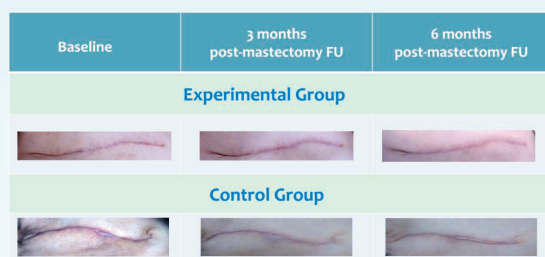 Baseline
3 months
post-mastectomy FU
6 months
post-mastectomy FU
Experimental Group
Control Group